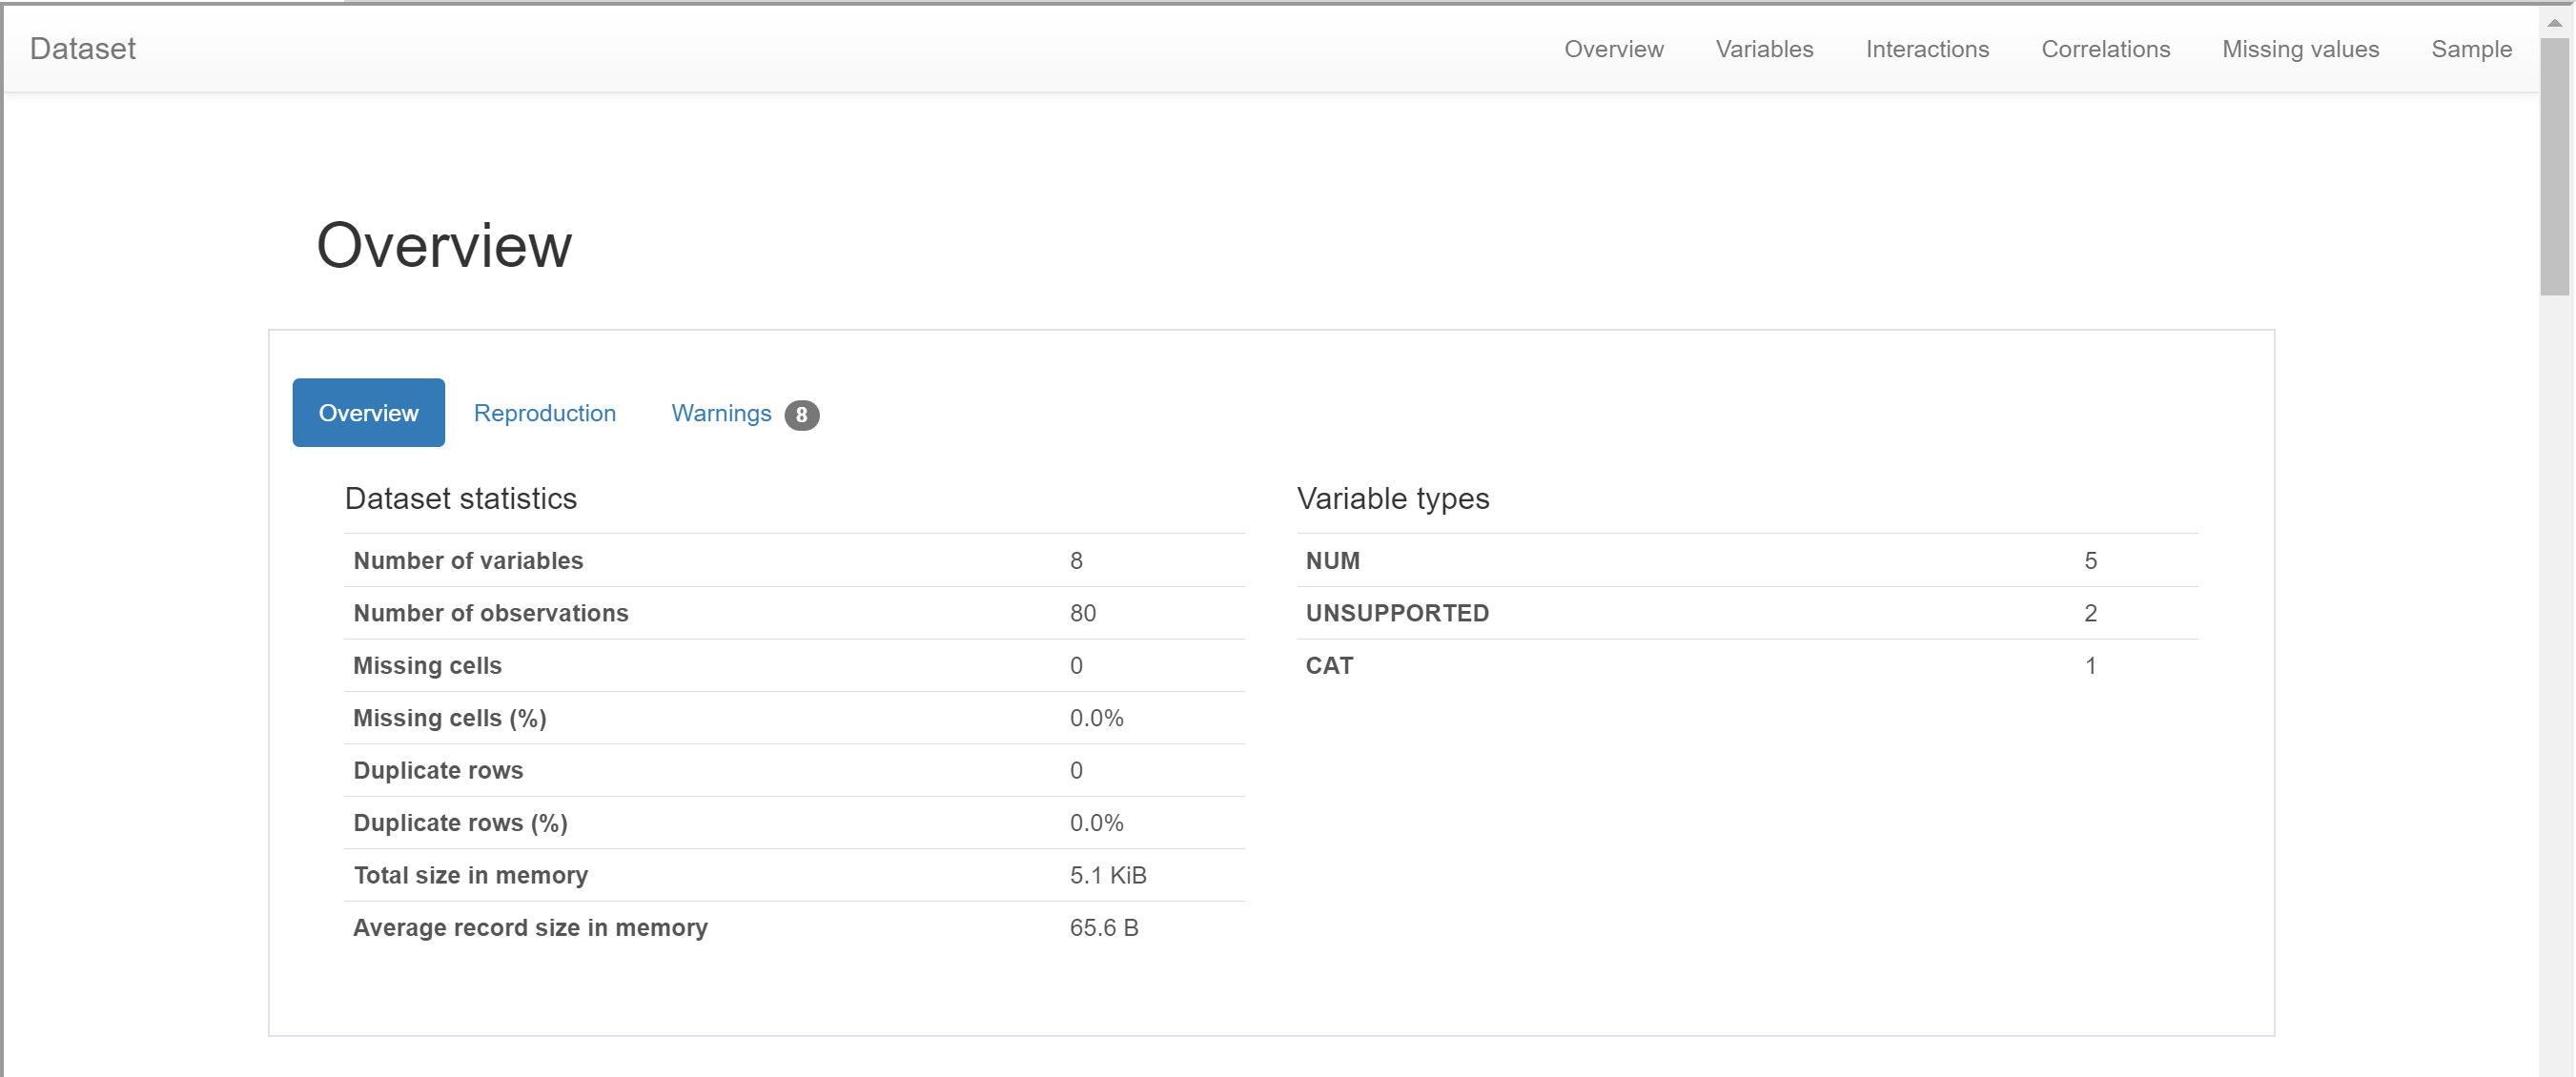 Dataset Overview Variables Interactions Correlations Missing values Sample
Overview
Overview Reproduction Warnings 8
Dataset statistics
Number of variables 8
Number of observations 80
Missing cells 0
Missing cells (%) 0.0%
Duplicate rows 0
Duplicate rows (%) 0.0%
Total size in memory 5.1 KiB
Average record size in memory 65.6 B
Variable types
NUM 5
UNSUPPORTED 2
CAT 1